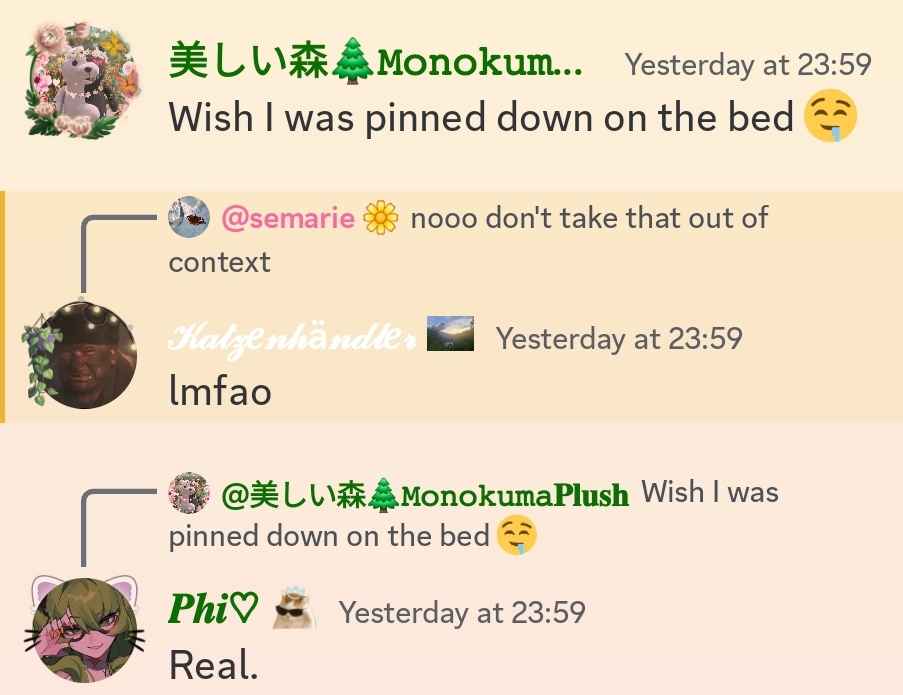 美しい森🌲Monokum... Yesterday at 23:59
Wish I was pinned down on the bed 🤤
@semarie 🌼 nooo don't take that out of
context
Katzenhändler Yesterday at 23:59
lmfao
@美しい森🌲MonokumaPlush Wish I was
pinned down on the bed 🤤
Phi♡ Yesterday at 23:59
Real.